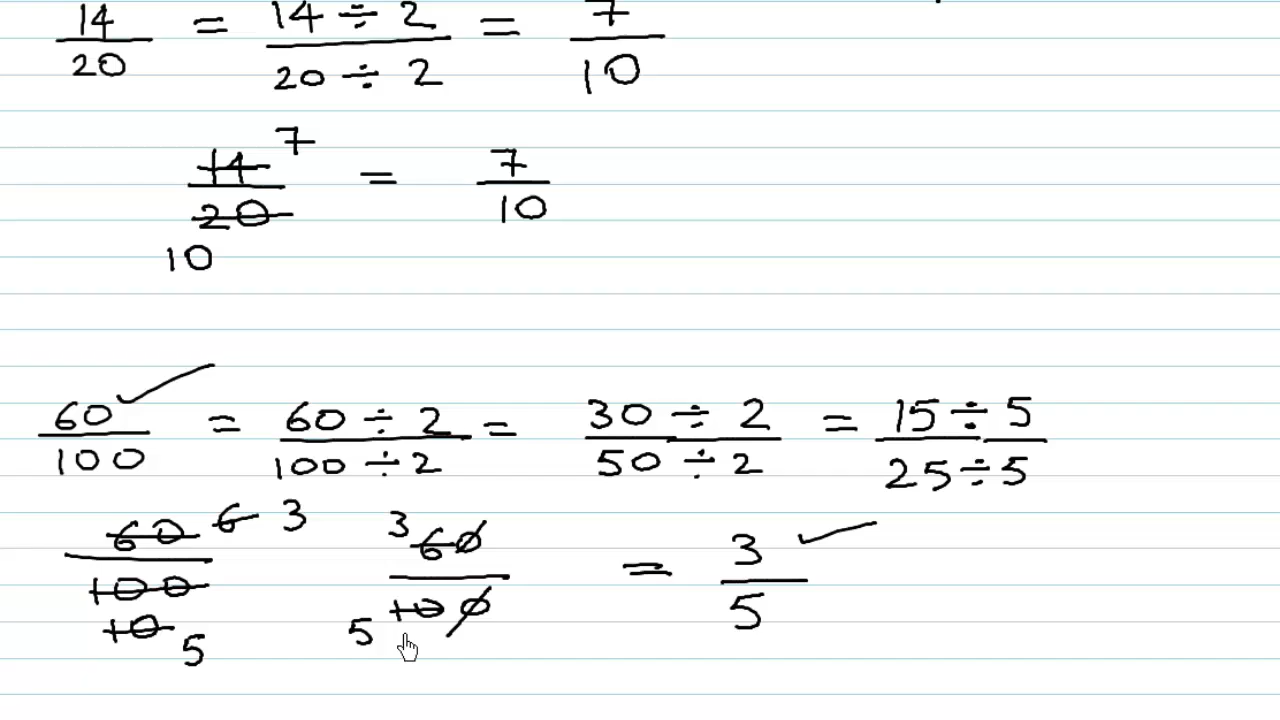 14/20 = 14 ÷ 2/20 ÷ 2 = 7/10
7
14/20 = 7/10
10
60/100 = 60 ÷ 2/100 ÷ 2 = 30 ÷ 2/50 ÷ 2 = 15 ÷ 5/25 ÷ 5
60 6 3 3 60 = 3/5
100 5 100
10 5